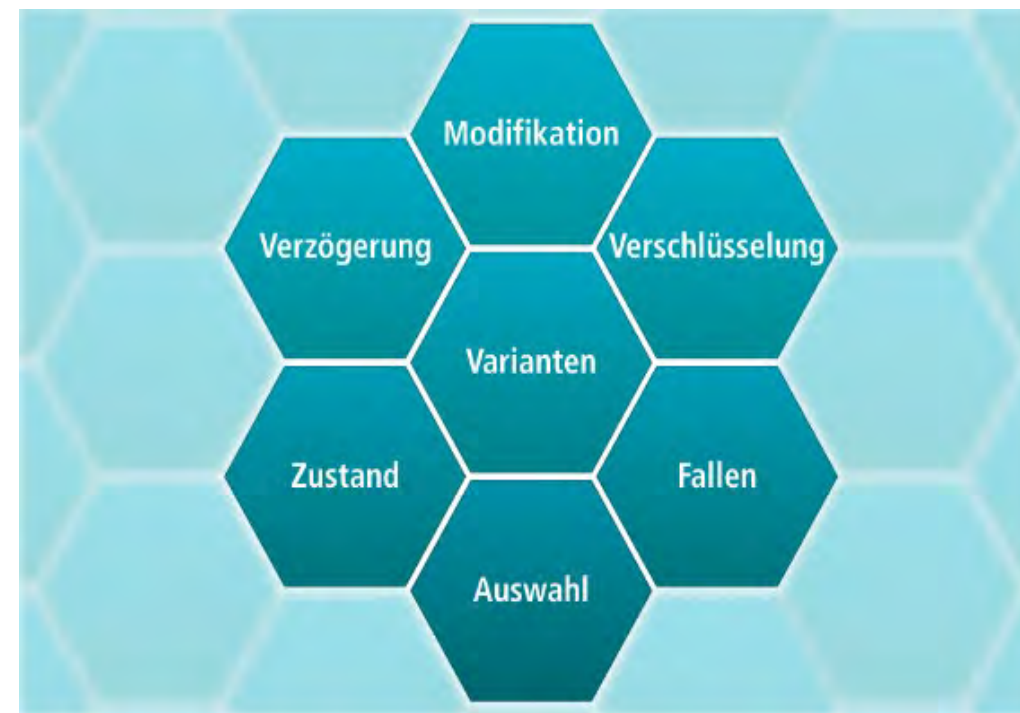 Modifikation
Verzögerung
Verschlüsselung
Varianten
Zustand
Fallen
Auswahl